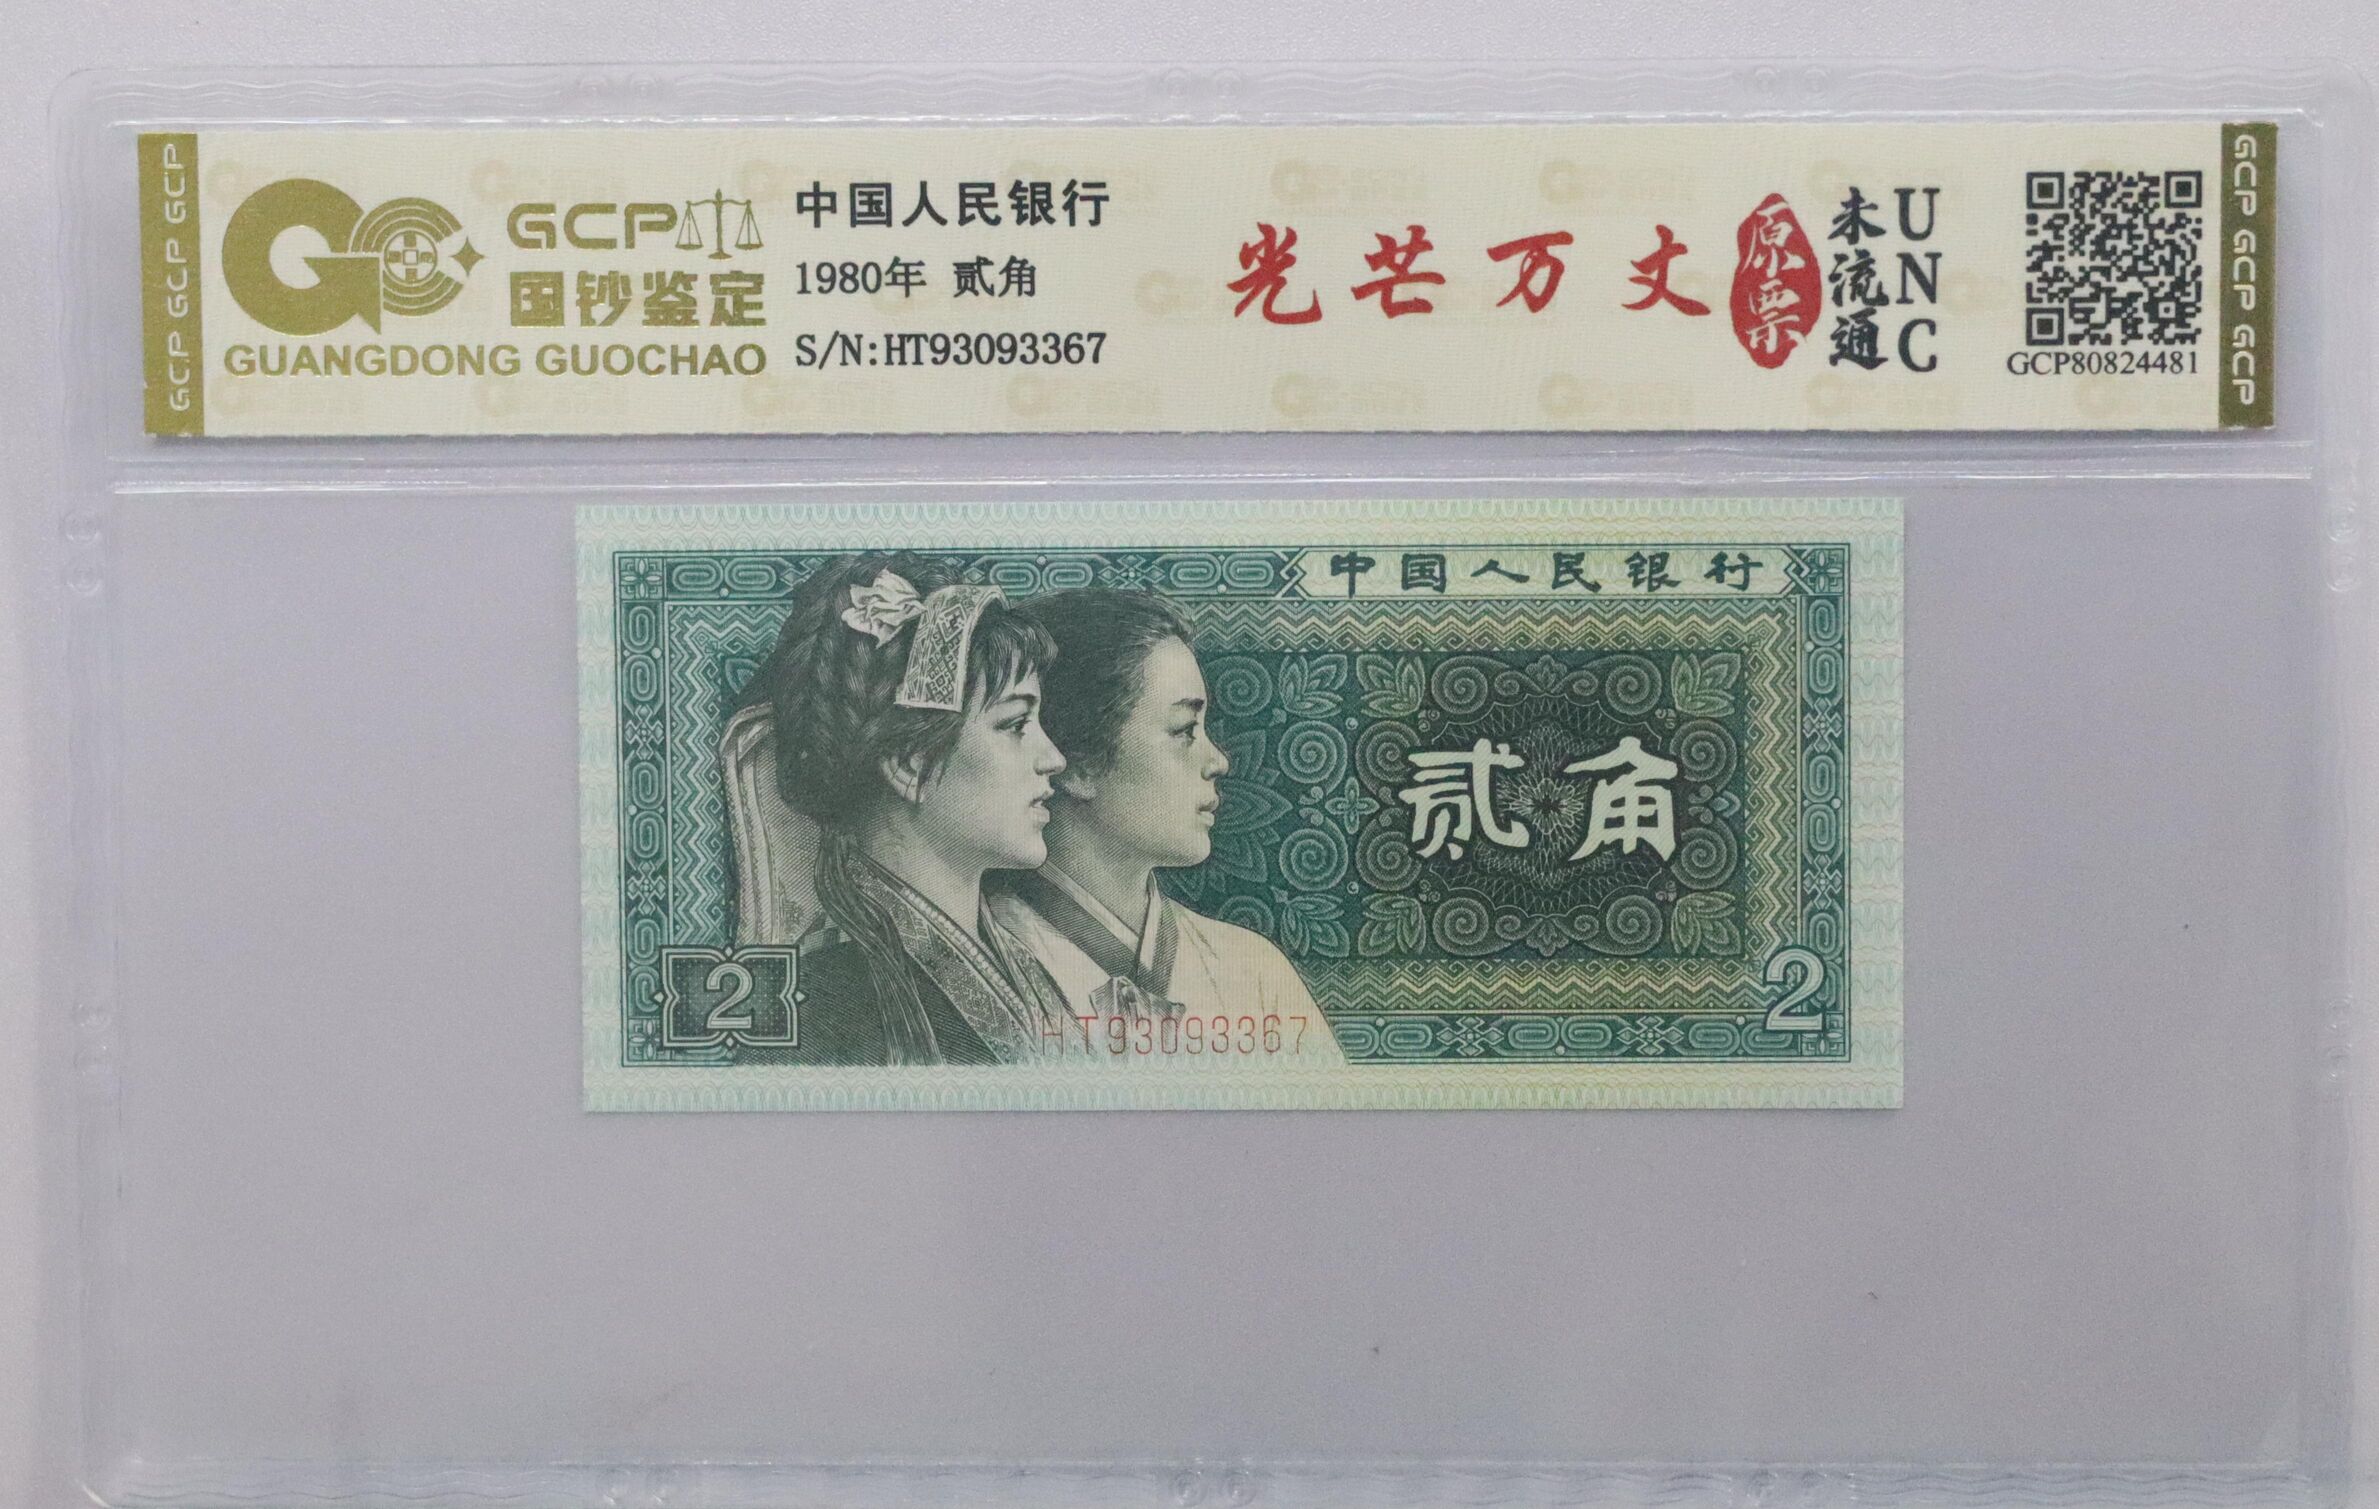 GCP GCP GCP
GCP
国钞鉴定
GUANGDONG GUOCHAO
中国人民银行
1980年 贰角
S/N:HT93093367
光芒万丈
原票
未流通
UNC
GCP80824481
GCP GCP GCP
中国人民银行
贰角
2
2
HT93093367